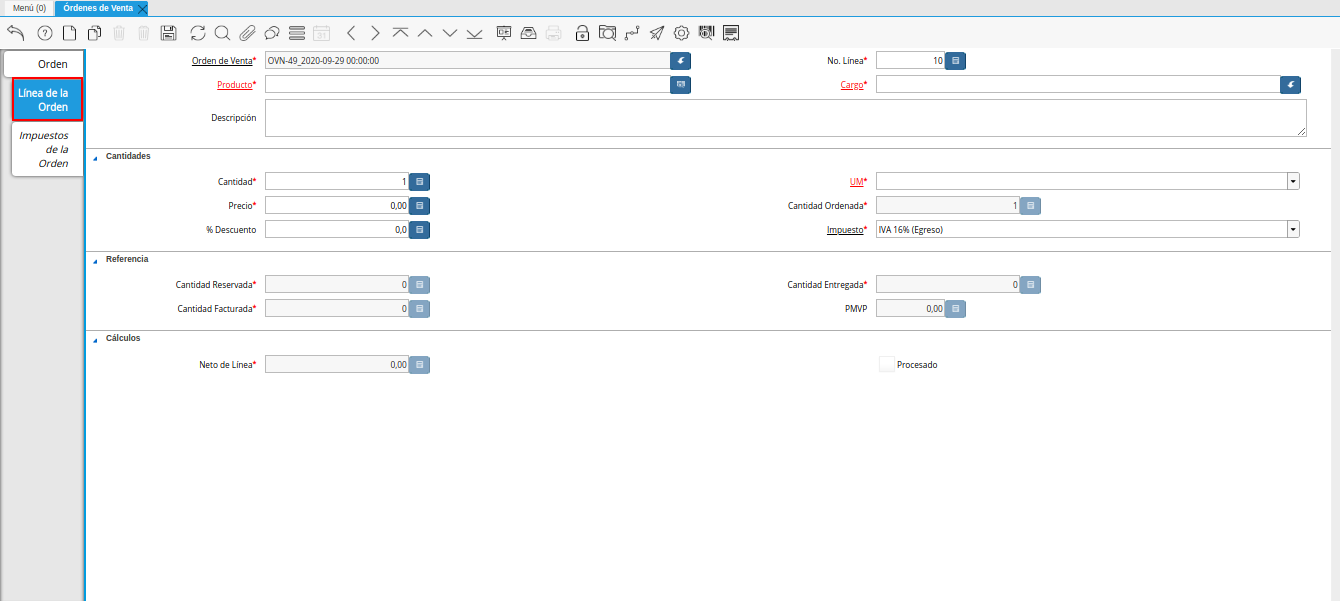 Menú (0)
Órdenes de Venta
Orden
Línea de la
Orden
Impuestos
de la
Orden
Orden de Venta* OVN-49_2020-09-29 00:00:00
No. Línea* 10
Producto*
Cargo*
Descripción
Cantidades
Cantidad* 1
UM*
Precio* 0,00
Cantidad Ordenada* 1
% Descuento 0,0
Impuesto* IVA 16% (Egreso)
Referencia
Cantidad Reservada* 0
Cantidad Entregada* 0
Cantidad Facturada* 0
PMVP 0,00
Cálculos
Neto de Línea* 0,00
Procesado